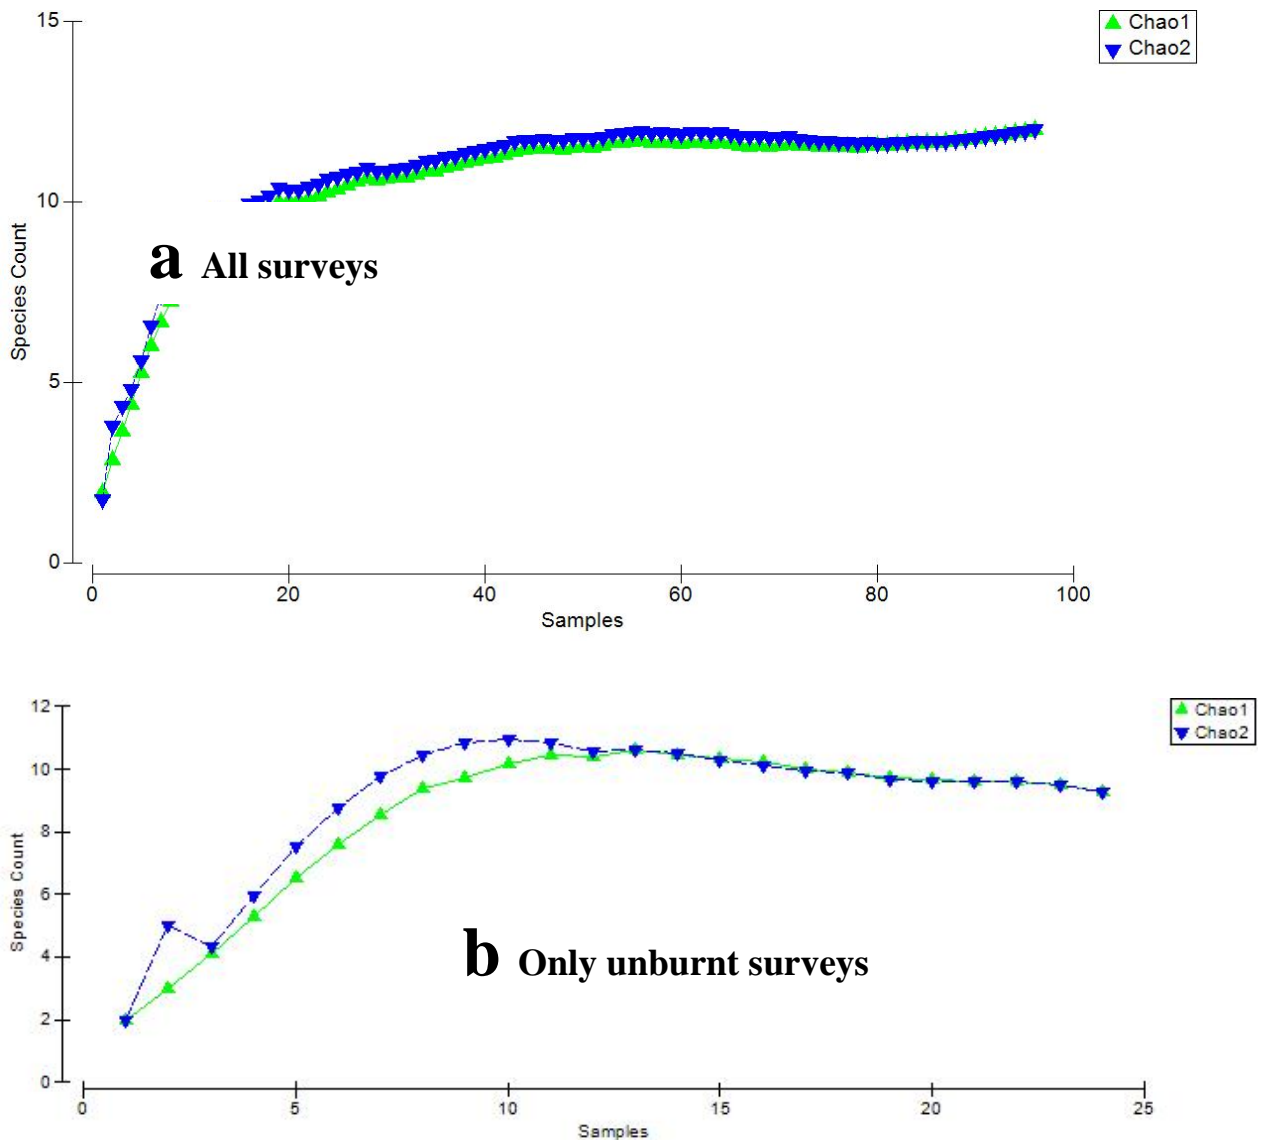 15
Chao1
Chao2
10
Species Count
a All surveys
5
0
0 20 40 60 80 100
Samples
12
Chao1
Chao2
10
8
Species Count
6
b Only unburnt surveys
4
2
0
0 5 10 15 20 25
Samples